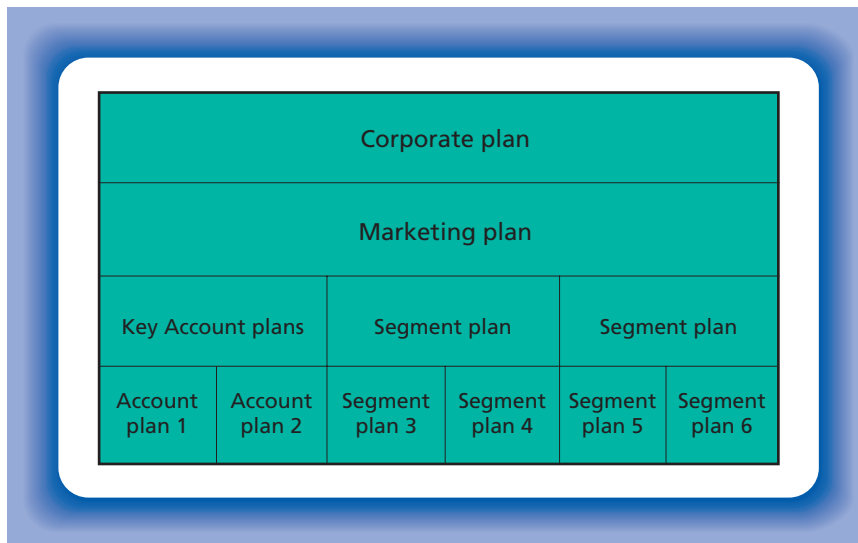 Corporate plan
Marketing plan
Key Account plans
Segment plan
Segment plan
Account
plan 1
Account
plan 2
Segment
plan 3
Segment
plan 4
Segment
plan 5
Segment
plan 6